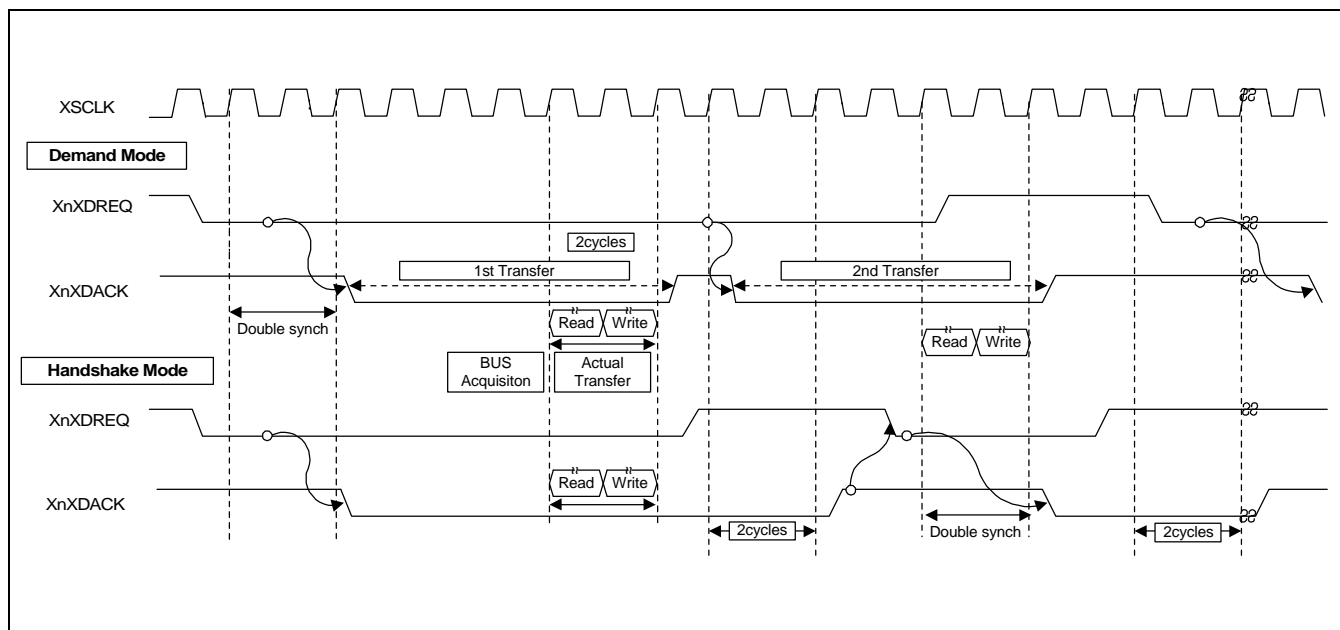 XSCLK
Demand Mode
XnXDREQ
2cycles
1st Transfer
2nd Transfer
XnXDACK
Double synch
Read
Write
Read
Write
BUS
Acquisiton
Actual
Transfer
Handshake Mode
XnXDREQ
Read
Write
XnXDACK
2cycles
Double synch
2cycles